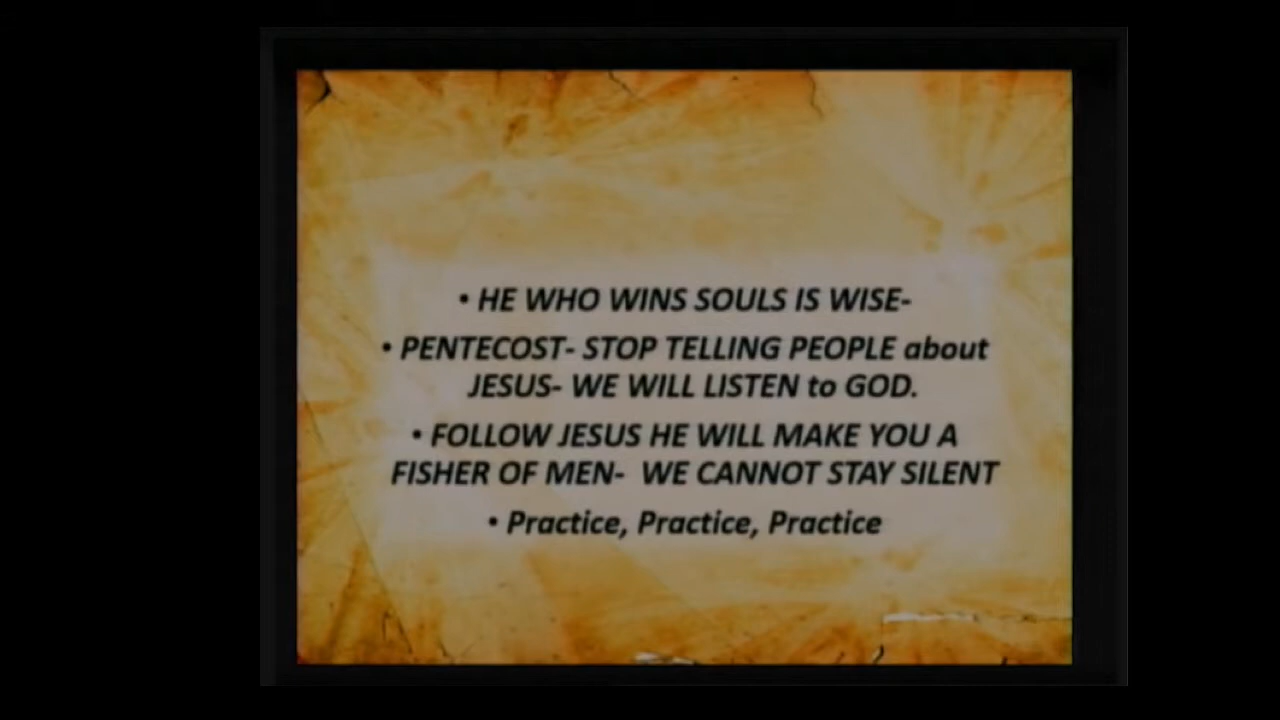 • HE WHO WINS SOULS IS WISE-
• PENTECOST- STOP TELLING PEOPLE about
JESUS- WE WILL LISTEN to GOD.
• FOLLOW JESUS HE WILL MAKE YOU A
FISHER OF MEN-  WE CANNOT STAY SILENT
• Practice, Practice, Practice